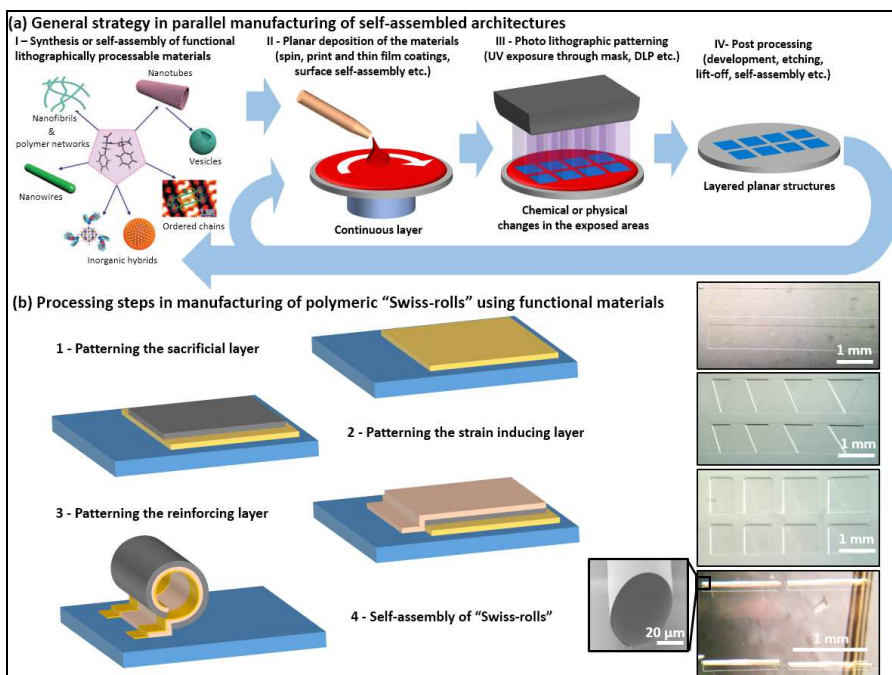 (a) General strategy in parallel manufacturing of self-assembled architectures
I – Synthesis or self-assembly of functional
lithographically processable materials
Nanotubes
Nanofibrils
&
polymer networks
Vesicles
Nanowires
Ordered chains
Inorganic hybrids
II - Planar deposition of the materials
(spin, print and thin film coatings,
surface self-assembly etc.)
Continuous layer
III - Photo lithographic patterning
(UV exposure through mask, DLP etc.)
Chemical or physical
changes in the exposed areas
IV- Post processing
(development, etching,
lift-off, self-assembly etc.)
Layered planar structures
(b) Processing steps in manufacturing of polymeric “Swiss-rolls” using functional materials
1 - Patterning the sacrificial layer
1 mm
2 - Patterning the strain inducing layer
1 mm
3 - Patterning the reinforcing layer
1 mm
4 - Self-assembly of “Swiss-rolls”
20 µm
1 mm